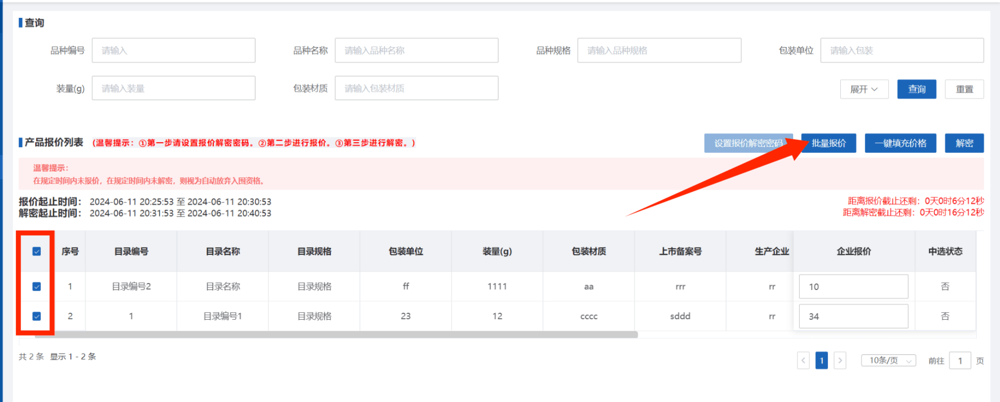 查询
品种编号 请输入 品种名称 请输入品种名称 品种规格 请输入品种规格 包装单位 请输入包装
装量(g) 请输入装量 包装材质 请输入包装材质 展开 查询 重置
产品报价列表 (温馨提示：①第一步请设置报价解密密码。②第二步进行报价。③第三步进行解密。) 设置报价解密密码 批量报价 一键填充价格 解密
温馨提示：
在规定时间内未报价，在规定时间内未解密，则视为自动放弃入围资格。
报价起止时间： 2024-06-11 20:25:53 至 2024-06-11 20:30:53 距离报价截止还剩：0天0时6分12秒
解密起止时间： 2024-06-11 20:31:53 至 2024-06-11 20:40:53 距离解密截止还剩：0天0时16分12秒
序号 目录编号 目录名称 目录规格 包装单位 装量(g) 包装材质 上市备案号 生产企业 企业报价 中选状态
1 目录编号2 目录名称 目录规格 ff 1111 aa rrr rr 10 否
2 1 目录编号1 目录规格 23 12 cccc sddd rr 34 否
共 2 条 显示 1 - 2 条 1 10条/页 前往 1 页